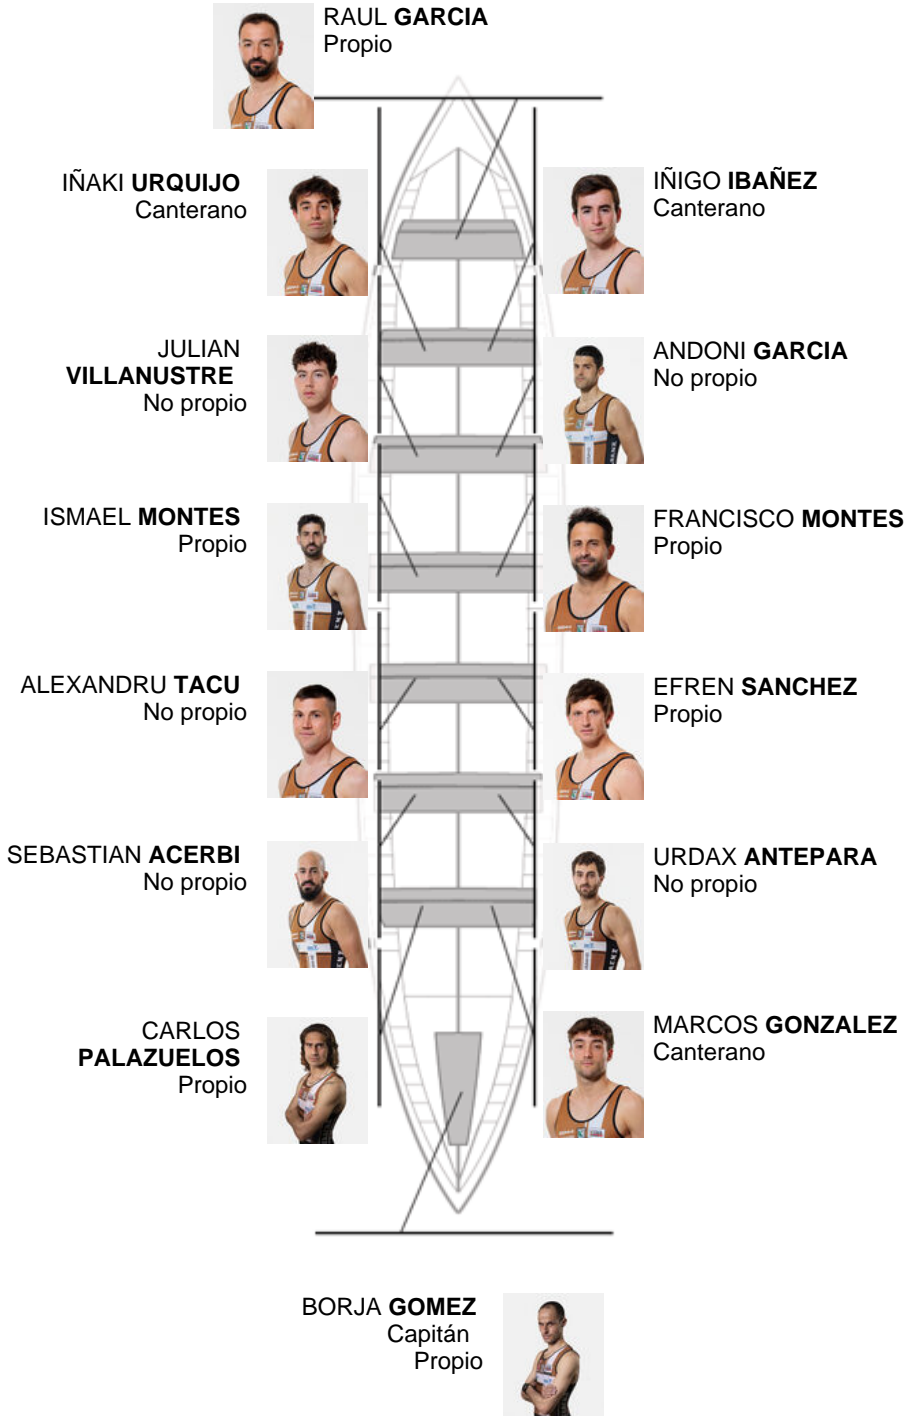 RAUL GARCIA
Propio
IÑAKI URQUIJO
Canterano
IÑIGO IBAÑEZ
Canterano
JULIAN
VILLANUSTRE
No propio
ANDONI GARCIA
No propio
ISMAEL MONTES
Propio
FRANCISCO MONTES
Propio
ALEXANDRU TACU
No propio
EFREN SANCHEZ
Propio
SEBASTIAN ACERBI
No propio
URDAX ANTEPARA
No propio
CARLOS
PALAZUELOS
Propio
MARCOS GONZALEZ
Canterano
BORJA GOMEZ
Capitán
Propio